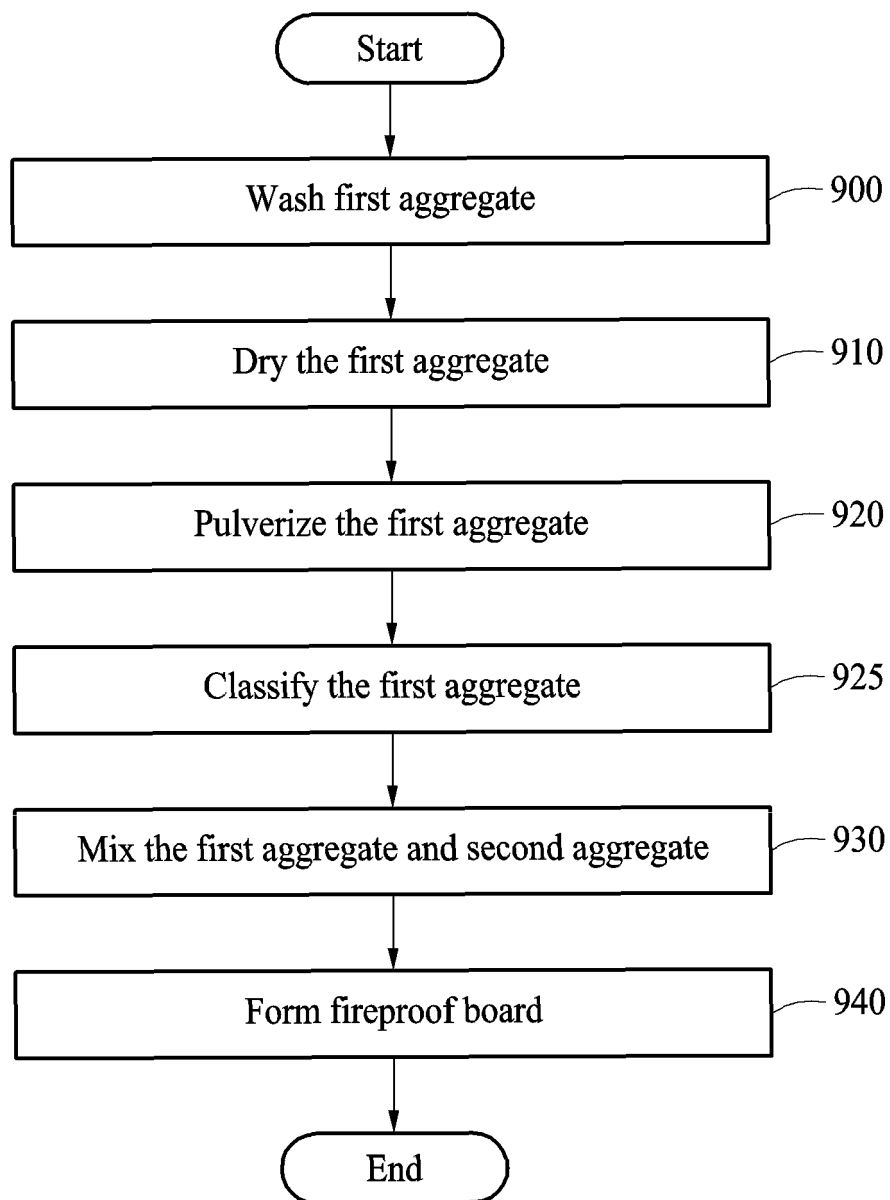 Start
Wash first aggregate
900
Dry the first aggregate
910
Pulverize the first aggregate
920
Classify the first aggregate
925
Mix the first aggregate and second aggregate
930
Form fireproof board
940
End